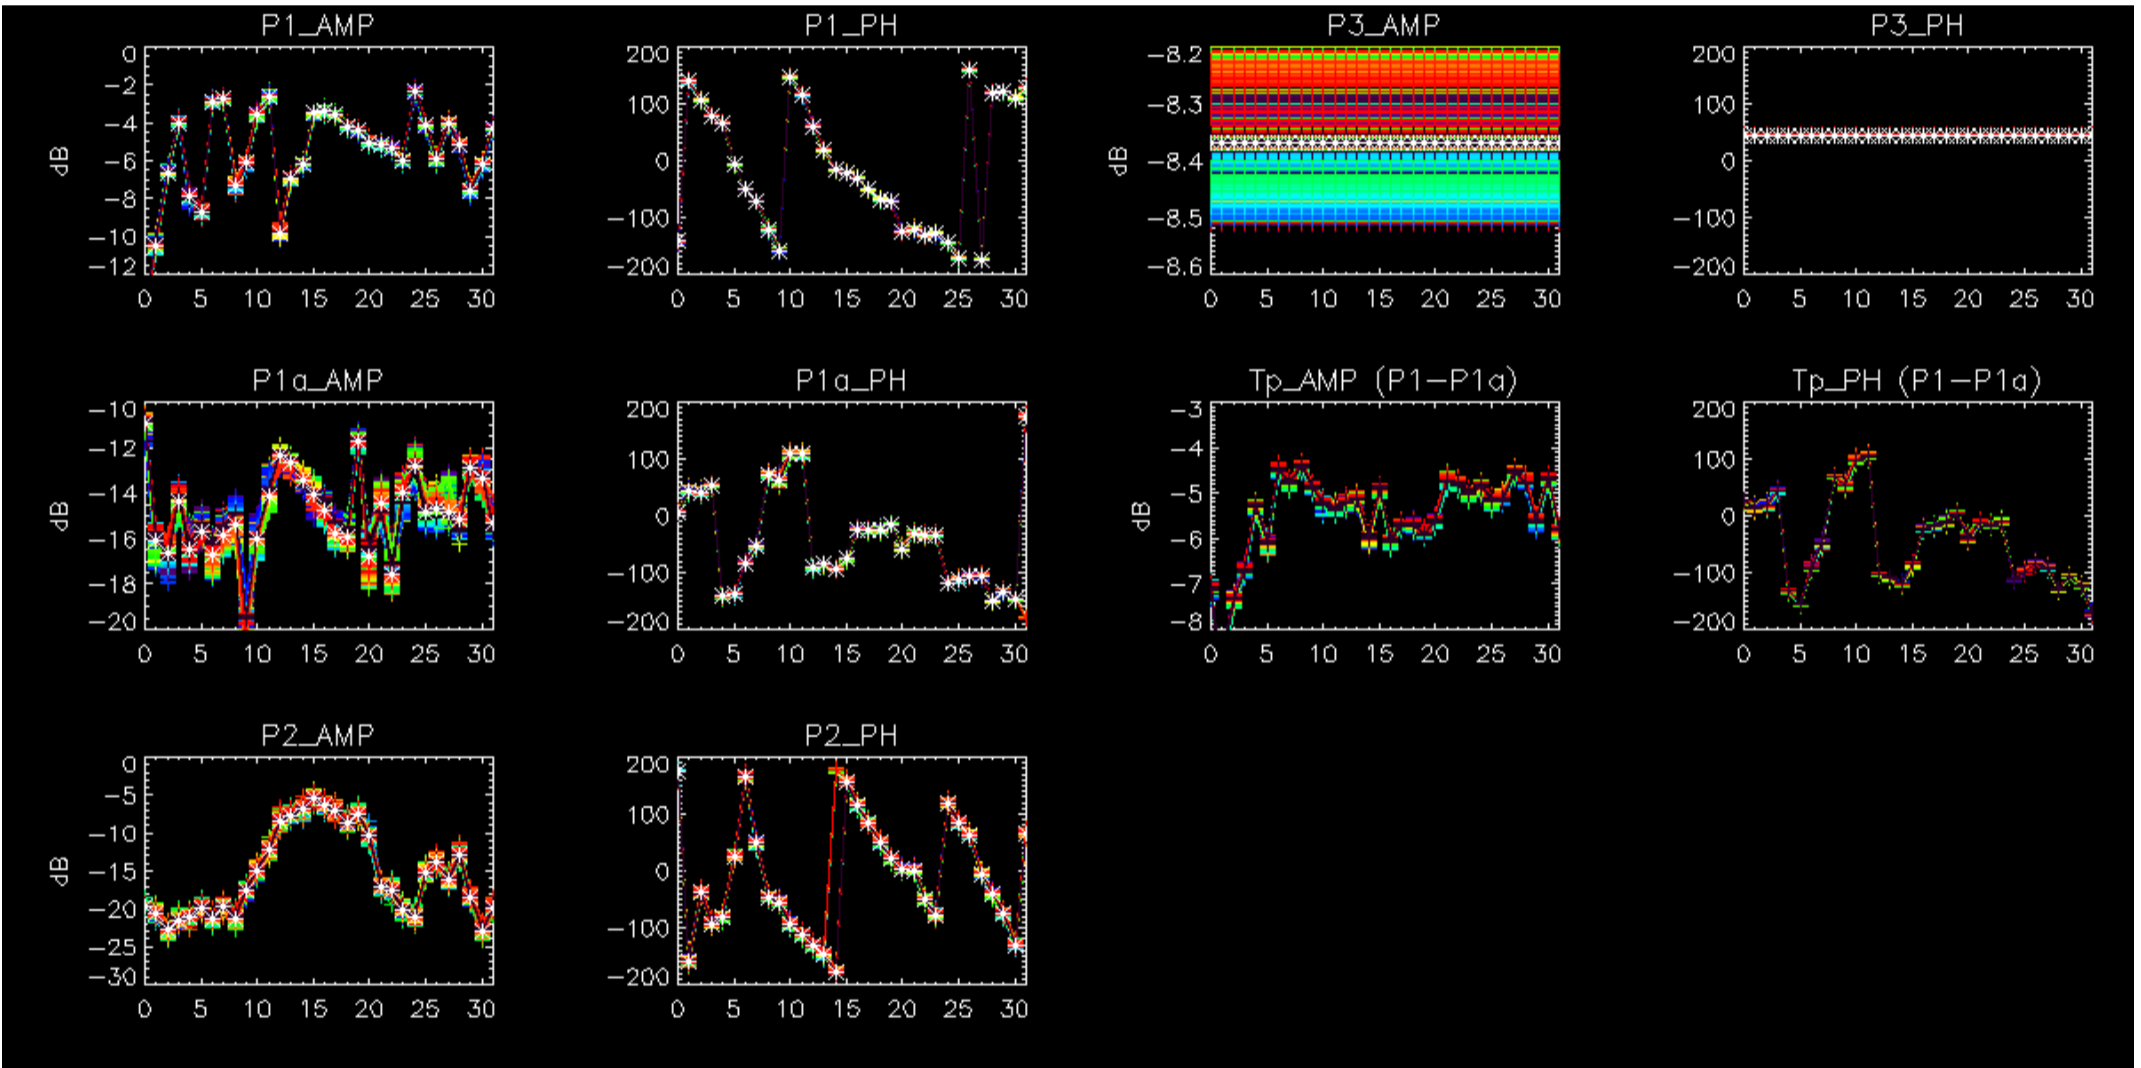 P1_AMP
0
−2
−4
−6
−8
−10
−12
dB
0 5 10 15 20 25 30
P1_PH
200
100
0
−100
−200
0 5 10 15 20 25 30
P3_AMP
−8.2
−8.3
−8.4
−8.5
−8.6
dB
0 5 10 15 20 25 30
P3_PH
200
100
0
−100
−200
0 5 10 15 20 25 30
P1a_AMP
−10
−12
−14
−16
−18
−20
dB
0 5 10 15 20 25 30
P1a_PH
200
100
0
−100
−200
0 5 10 15 20 25 30
Tp_AMP (P1−P1a)
−3
−4
−5
−6
−7
−8
dB
0 5 10 15 20 25 30
Tp_PH (P1−P1a)
200
100
0
−100
−200
0 5 10 15 20 25 30
P2_AMP
0
−5
−10
−15
−20
−25
−30
dB
0 5 10 15 20 25 30
P2_PH
200
100
0
−100
−200
0 5 10 15 20 25 30